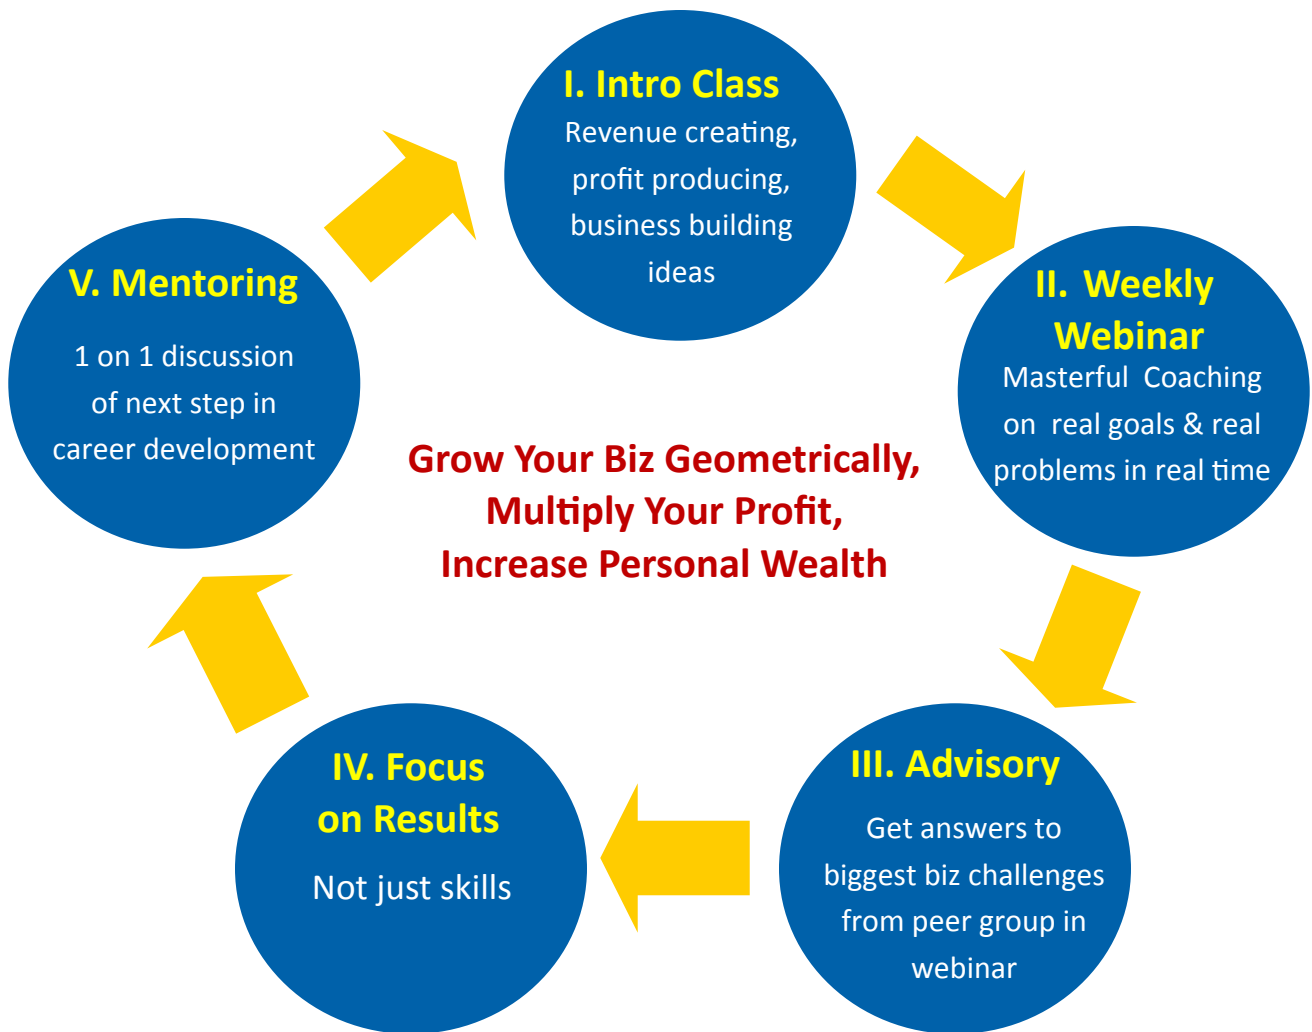 I. Intro Class
Revenue creating,
profit producing,
business building
ideas
II. Weekly
Webinar
Masterful Coaching
on real goals & real
problems in real time
III. Advisory
Get answers to
biggest biz challenges
from peer group in
webinar
IV. Focus
on Results
Not just skills
V. Mentoring
1 on 1 discussion
of next step in
career development
Grow Your Biz Geometrically,
Multiply Your Profit,
Increase Personal Wealth